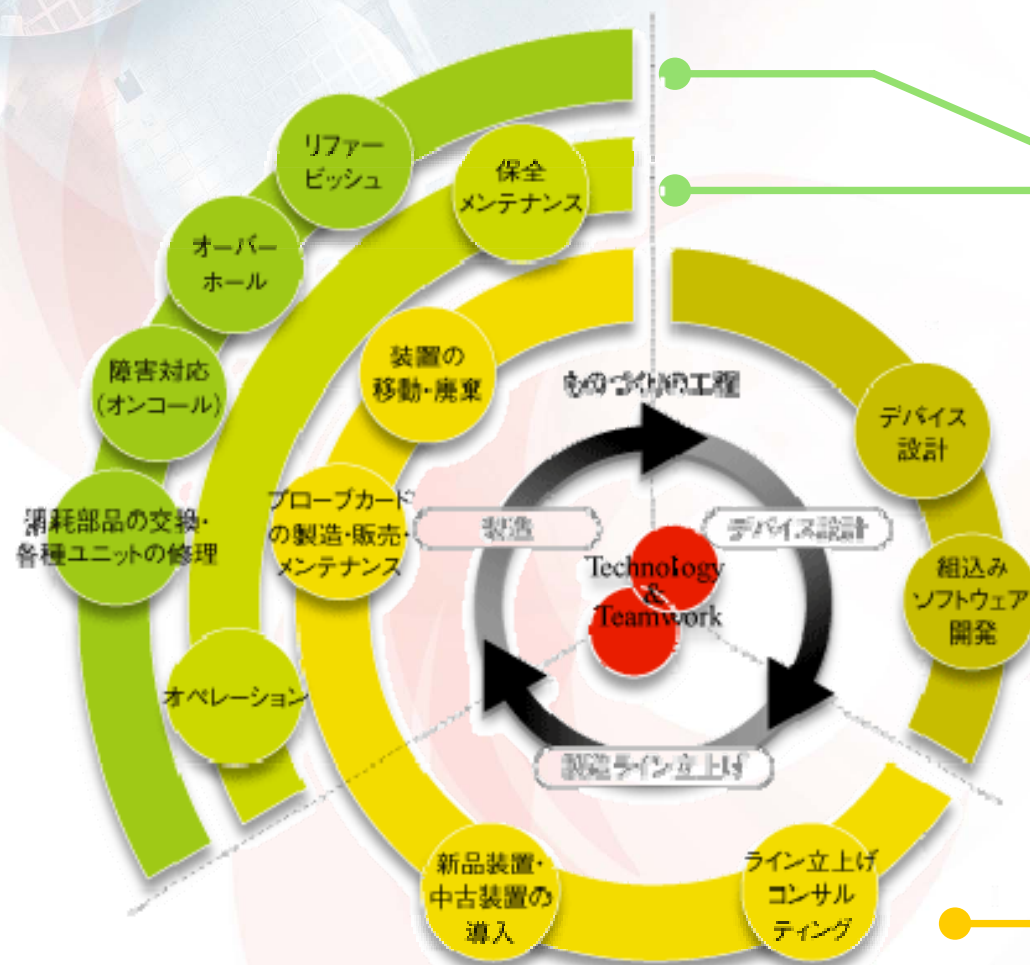 リファー
ビッシュ
保全
メンテナンス
オーバー
ホール
障害対応
(オンコール)
装置の
移動・廃棄
ものづくりの工程
デバイス
設計
消耗部品の交換・
各種ユニットの修理
プローブカード
の製造・販売・
メンテナンス
製造
デバイス設計
Technology
&
Teamwork
組込み
ソフトウェア
開発
オペレーション
製造ライン立上げ
新品装置・
中古装置の
導入
ライン立上げ
コンサル
ティング